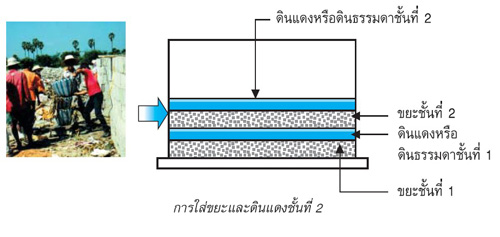 ดินแดงหรือดินธรรมดาชั้นที่ 2
ขยะชั้นที่ 2
ดินแดงหรือ
ดินธรรมดาชั้นที่ 1
ขยะชั้นที่ 1
การใส่ขยะและดินแดงชั้นที่ 2